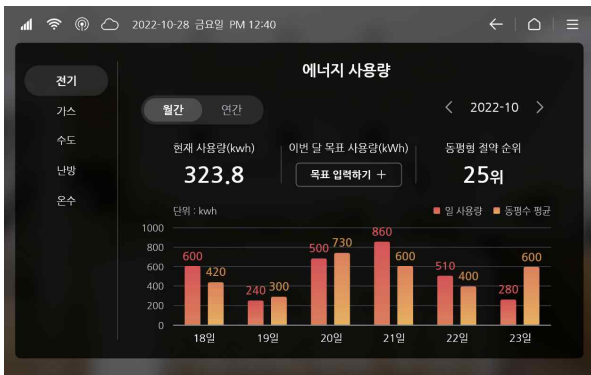 2022-10-28 금요일 PM 12:40
에너지 사용량
전기
가스
수도
난방
온수
월간 연간
2022-10
현재 사용량(kwh) 이번 달 목표 사용량(kWh) 동평형 절약 순위
323.8 목표 입력하기 + 25위
단위 : kwh 일 사용량 동평수 평균
1000
800
600
400
200
0
600 420 240 300 500 730 860 600 510 400 280 600
18일 19일 20일 21일 22일 23일